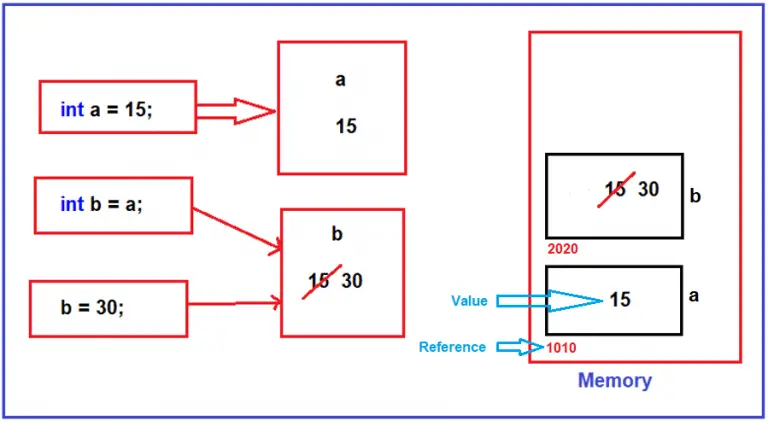 int a = 15;
a
15
int b = a;
b
15 30
b = 30;
15 30
b
2020
Value
15
a
Reference
1010
Memory